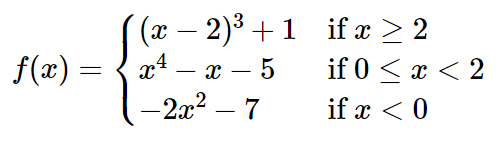 f(x) = { (x − 2)³ + 1 if x ≥ 2
x⁴ − x − 5 if 0 ≤ x < 2
−2x² − 7 if x < 0